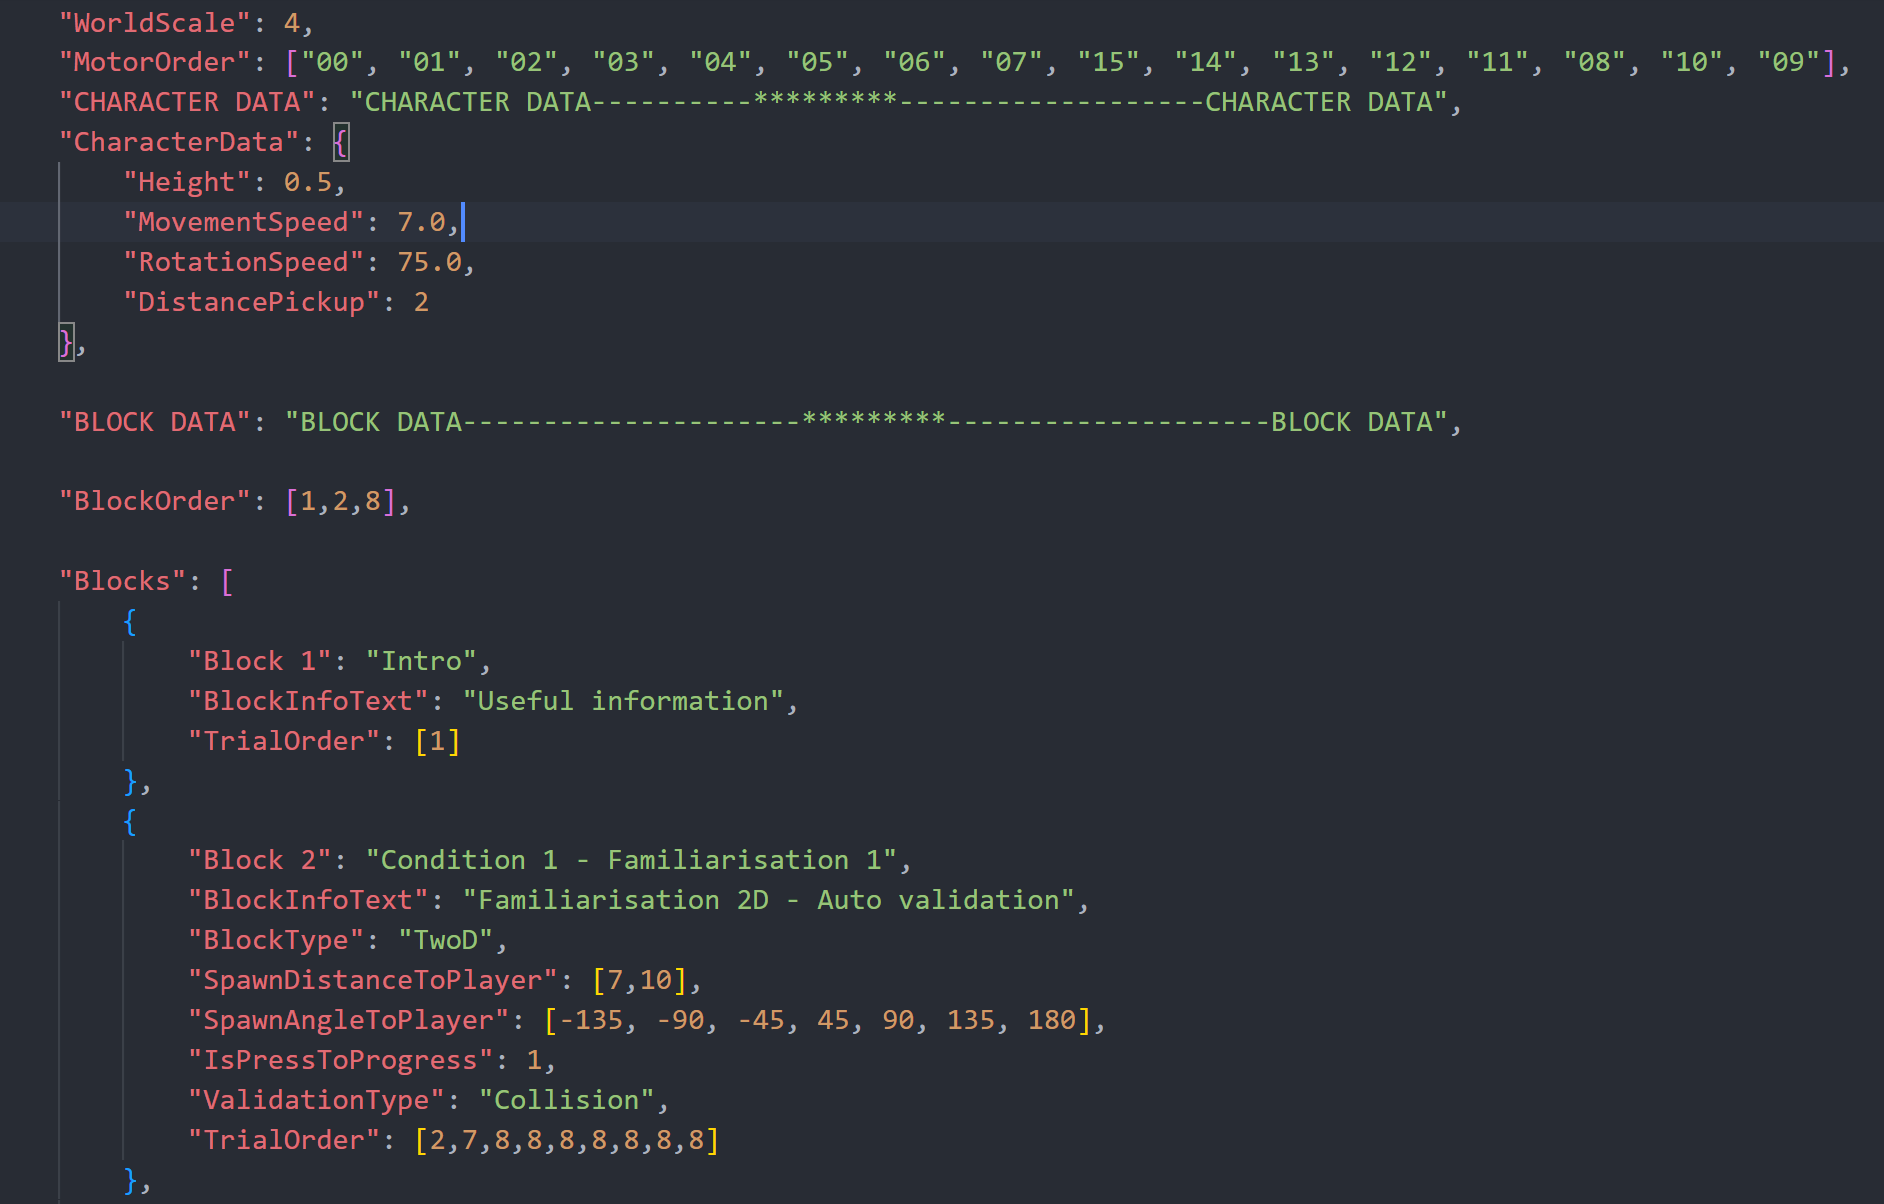 "WorldScale": 4,
"MotorOrder": ["00", "01", "02", "03", "04", "05", "06", "07", "15", "14", "13", "12", "11", "08", "10", "09"],
"CHARACTER DATA": "CHARACTER DATA----------*********-------------------CHARACTER DATA",
"CharacterData": {
"Height": 0.5,
"MovementSpeed": 7.0,
"RotationSpeed": 75.0,
"DistancePickup": 2
},
"BLOCK DATA": "BLOCK DATA---------------------*********--------------------BLOCK DATA",
"BlockOrder": [1,2,8],
"Blocks": [
{
"Block 1": "Intro",
"BlockInfoText": "Useful information",
"TrialOrder": [1]
},
{
"Block 2": "Condition 1 - Familiarisation 1",
"BlockInfoText": "Familiarisation 2D - Auto validation",
"BlockType": "TwoD",
"SpawnDistanceToPlayer": [7,10],
"SpawnAngleToPlayer": [-135, -90, -45, 45, 90, 135, 180],
"IsPressToProgress": 1,
"ValidationType": "Collision",
"TrialOrder": [2,7,8,8,8,8,8,8,8]
},